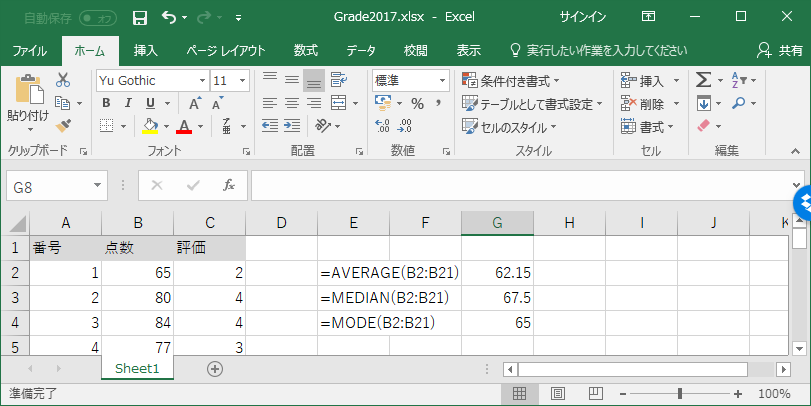 自動保存 オフ Grade2017.xlsx - Excel サインイン
ファイル ホーム 挿入 ページ レイアウト 数式 データ 校閲 表示 実行したい作業を入力してください 共有
貼り付け Yu Gothic 11 標準 条件付き書式 挿入
B I U A A % , テーブルとして書式設定 削除
A ア亜 セルのスタイル 書式
クリップボード フォント 配置 数値 スタイル セル 編集
G8 fx
A B C D E F G H I J K
1 番号 点数 評価
2 1 65 2 =AVERAGE(B2:B21) 62.15
3 2 80 4 =MEDIAN(B2:B21) 67.5
4 3 84 4 =MODE(B2:B21) 65
5 4 77 3
Sheet1
準備完了 100%